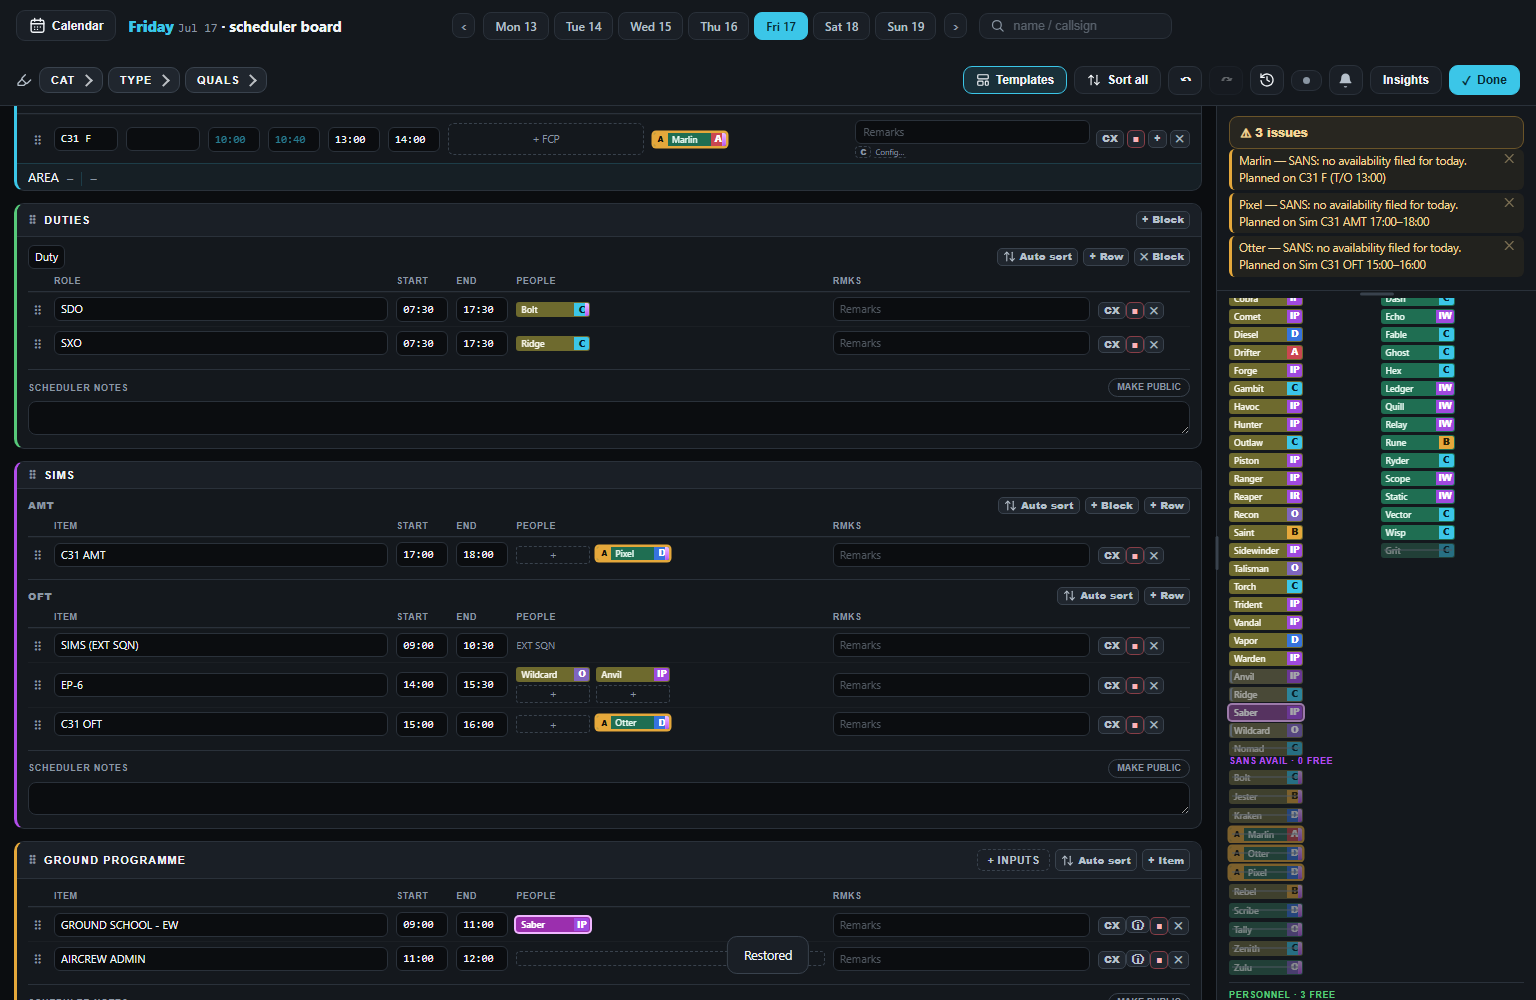 Calendar
Friday Jul 17 · scheduler board
‹ Mon 13 Tue 14 Wed 15 Thu 16 Fri 17 Sat 18 Sun 19 ›
name / callsign
CAT TYPE QUALS
Templates Sort all Insights ✓ Done
C31 F 10:00 10:40 13:00 14:00 + FCP A Marlin A Remarks CX + ✕
C Config...
AREA – | –
DUTIES + Block
Duty Auto sort + Row ✕ Block
ROLE START END PEOPLE RMKS
SDO 07:30 17:30 Bolt C Remarks CX ✕
SXO 07:30 17:30 Ridge C Remarks CX ✕
SCHEDULER NOTES MAKE PUBLIC
SIMS
AMT Auto sort + Block + Row
ITEM START END PEOPLE RMKS
C31 AMT 17:00 18:00 + A Pixel D Remarks CX ✕
OFT Auto sort + Row
ITEM START END PEOPLE RMKS
SIMS (EXT SQN) 09:00 10:30 EXT SQN Remarks CX ✕
EP-6 14:00 15:30 Wildcard O Anvil IP Remarks CX ✕
+ +
C31 OFT 15:00 16:00 + A Otter D Remarks CX ✕
SCHEDULER NOTES MAKE PUBLIC
GROUND PROGRAMME + INPUTS Auto sort + Item
ITEM START END PEOPLE RMKS
GROUND SCHOOL - EW 09:00 11:00 Saber IP Remarks CX ✕
AIRCREW ADMIN 11:00 12:00 Remarks CX ✕
Restored
SCHEDULER NOTES MAKE PUBLIC
⚠ 3 issues
Marlin — SANS: no availability filed for today.
Planned on C31 F (T/O 13:00)
Pixel — SANS: no availability filed for today.
Planned on Sim C31 AMT 17:00–18:00
Otter — SANS: no availability filed for today.
Planned on Sim C31 OFT 15:00–16:00
Cobra IP
Comet IP
Diesel D
Drifter A
Forge IP
Gambit C
Havoc IP
Hunter IP
Outlaw C
Piston IP
Ranger IP
Reaper IR
Recon O
Saint B
Sidewinder IP
Talisman O
Torch C
Trident IP
Vandal IP
Vapor D
Warden IP
Anvil IP
Ridge C
Saber IP
Wildcard O
Nomad C
Dash C
Echo IW
Fable C
Ghost C
Hex C
Ledger IW
Quill IW
Relay IW
Rune B
Ryder C
Scope IW
Static IW
Vector C
Wisp C
Grit C
SANS AVAIL · 0 FREE
Bolt C
Jester B
Kraken D
A Marlin A
A Otter D
A Pixel D
Rebel B
Scribe D
Tally O
Zenith C
Zulu O
PERSONNEL · 3 FREE